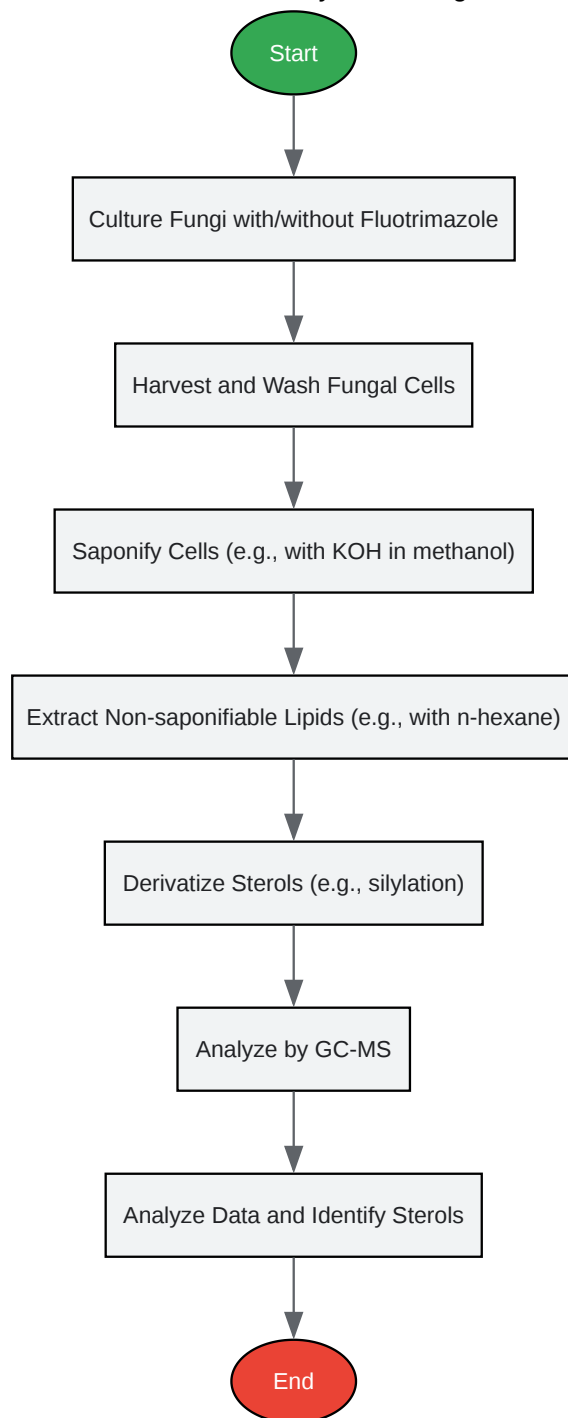 Start
Culture Fungi with/without Fluotrimazole
Harvest and Wash Fungal Cells
Saponify Cells (e.g., with KOH in methanol)
Extract Non-saponifiable Lipids (e.g., with n-hexane)
Derivatize Sterols (e.g., silylation)
Analyze by GC-MS
Analyze Data and Identify Sterols
End